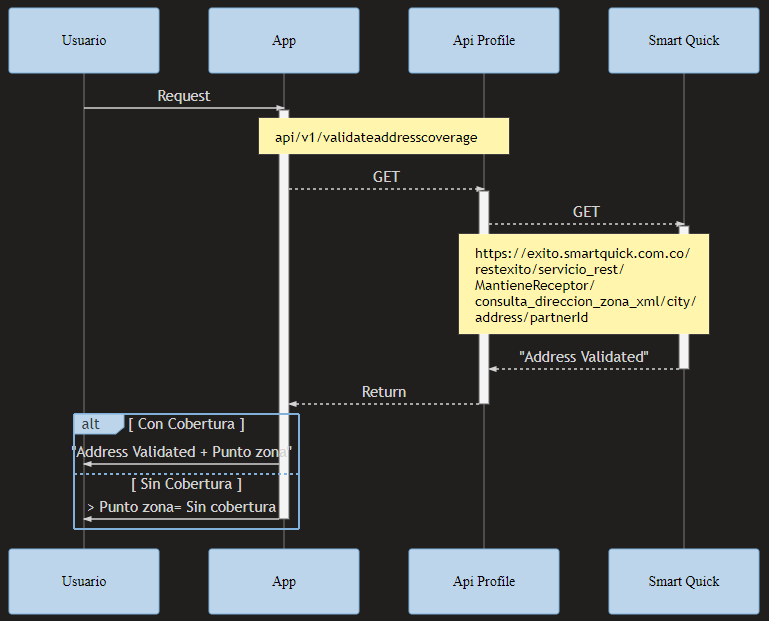 Usuario
App
Api Profile
Smart Quick
Request
api/v1/validateaddresscoverage
GET
GET
https://exito.smartquick.com.co/
restexito/servicio_rest/
MantieneReceptor/
consulta_direccion_zona_xml/city/
address/partnerId
"Address Validated"
Return
alt
[ Con Cobertura ]
"Address Validated + Punto zona"
[ Sin Cobertura ]
> Punto zona= Sin cobertura
Usuario
App
Api Profile
Smart Quick